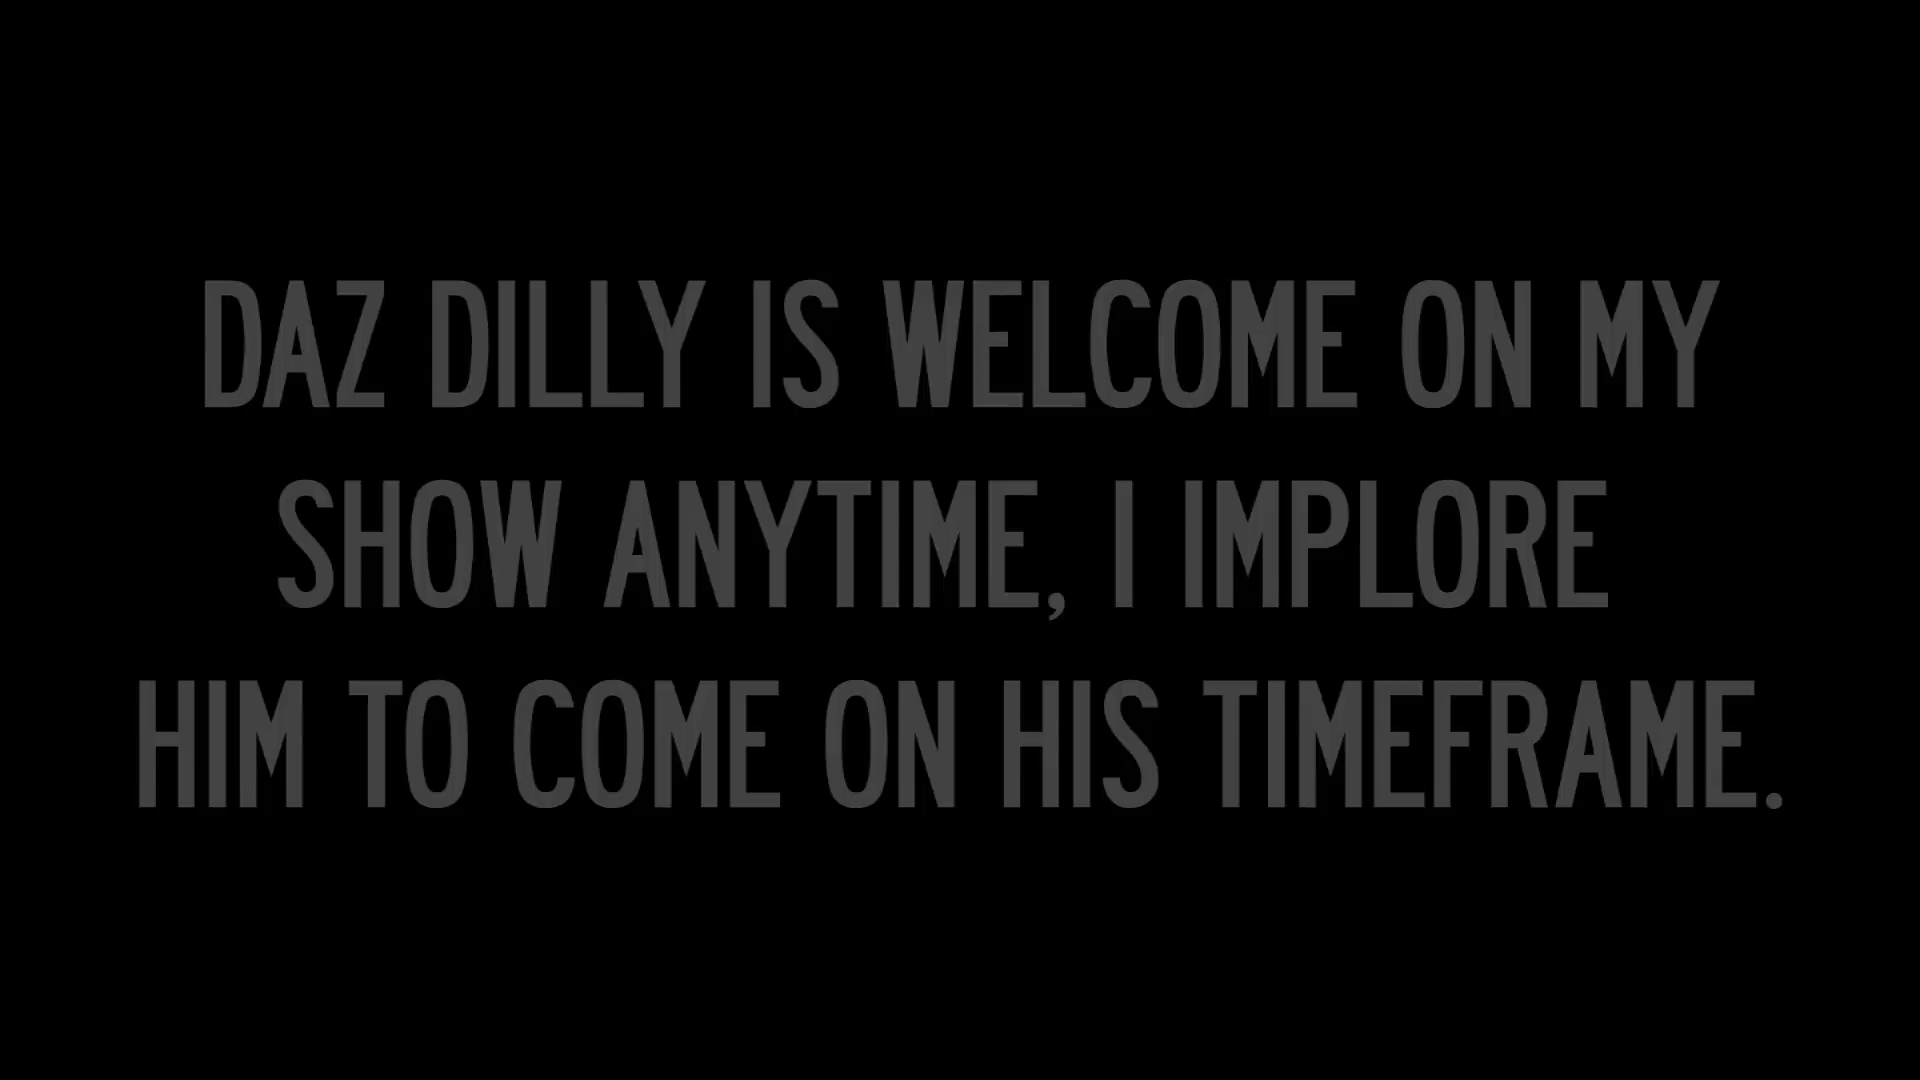 DAZ DILLY IS WELCOME ON MY
SHOW ANYTIME, I IMPLORE
HIM TO COME ON HIS TIMEFRAME.